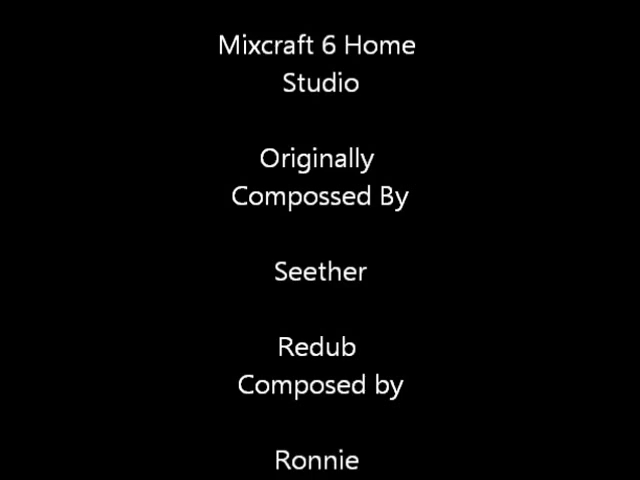 Mixcraft 6 Home
Studio
Originally
Compossed By
Seether
Redub
Composed by
Ronnie